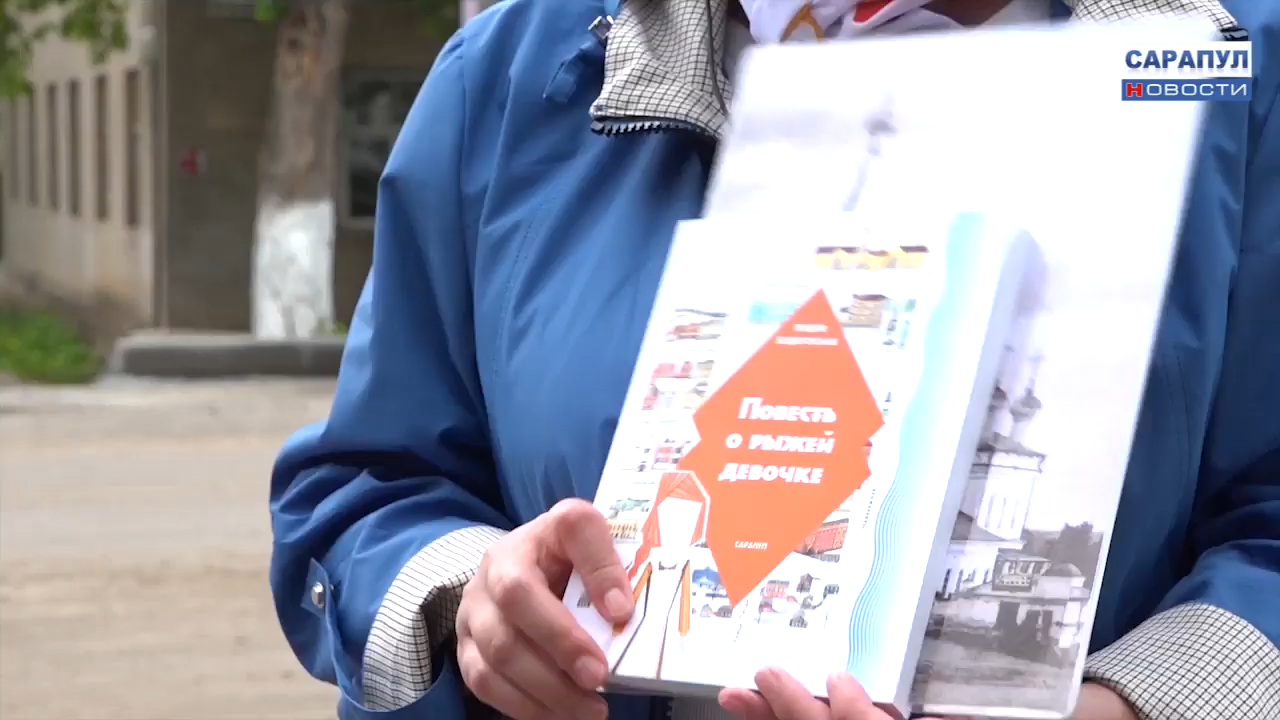 САРАПУЛ
НОВОСТИ
Повесть
о рыжей
девочке
САРАПУЛ